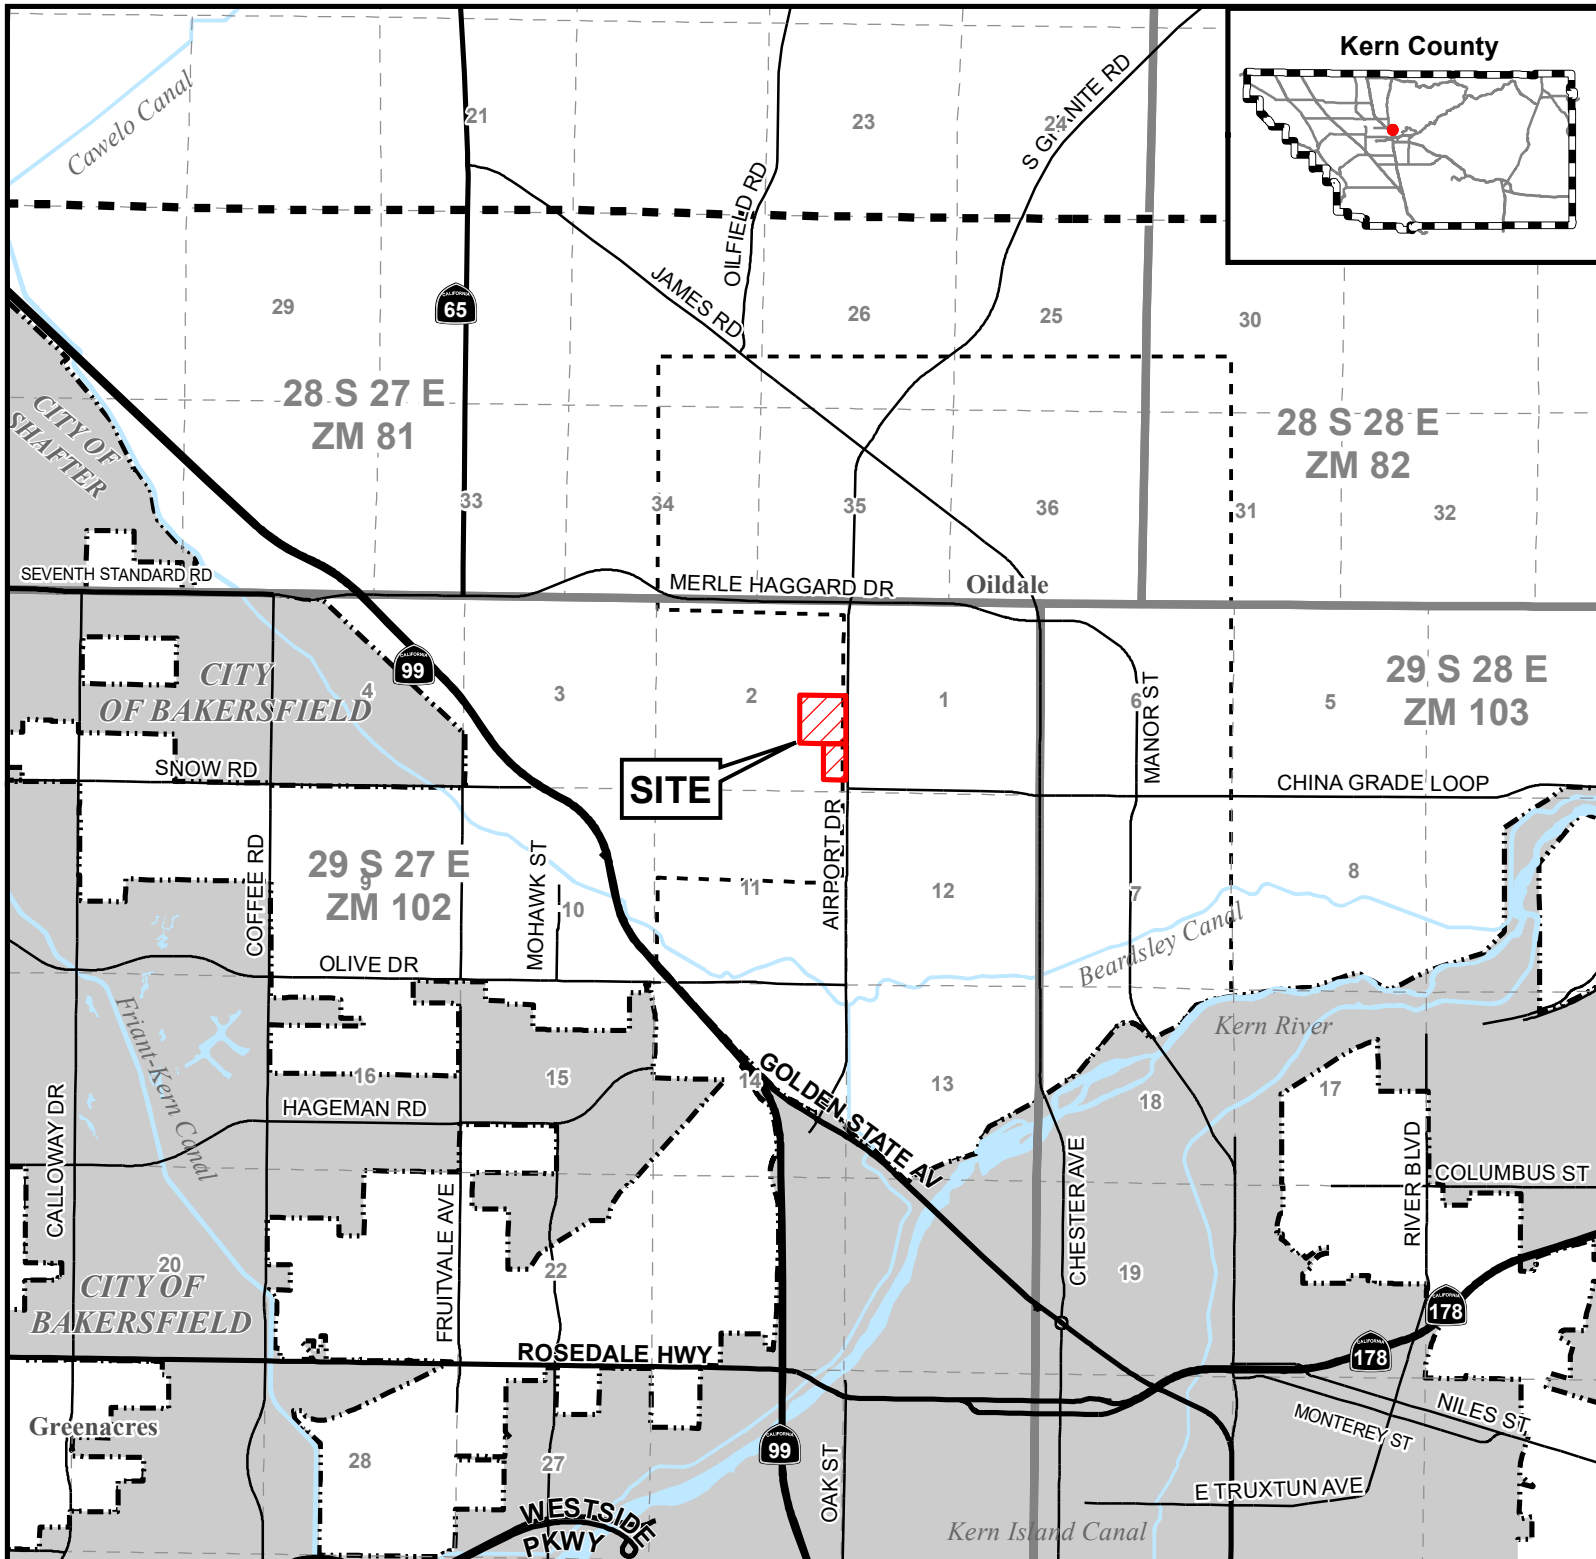 Kern County
Cawelo Canal
21
23
24
S GRANITE RD
OILFIELD RD
JAMES RD
29
CALIFORNIA
65
26
25
30
28 S 27 E
ZM 81
28 S 28 E
ZM 82
CITY OF
SHAFTER
33
34
35
36
31
32
SEVENTH STANDARD RD
MERLE HAGGARD DR
Oildale
CALIFORNIA
99
CITY
OF BAKERSFIELD
4
3
2
1
6
5
29 S 28 E
ZM 103
MANOR ST
SNOW RD
SITE
CHINA GRADE LOOP
AIRPORT DR
COFFEE RD
29 S 27 E
ZM 102
9
MOHAWK ST
10
11
12
7
8
Beardsley Canal
OLIVE DR
Kern River
Friant-Kern Canal
16
15
14
GOLDEN STATE AV
13
18
17
HAGEMAN RD
CALLOWAY DR
FRUITVALE AVE
CHESTER AVE
RIVER BLVD
COLUMBUS ST
20
CITY OF
BAKERSFIELD
22
19
CALIFORNIA
178
CALIFORNIA
178
ROSEDALE HWY
Greenacres
28
27
CALIFORNIA
99
OAK ST
MONTEREY ST
NILES ST
E TRUXTUN AVE
WESTSIDE
PKWY
Kern Island Canal